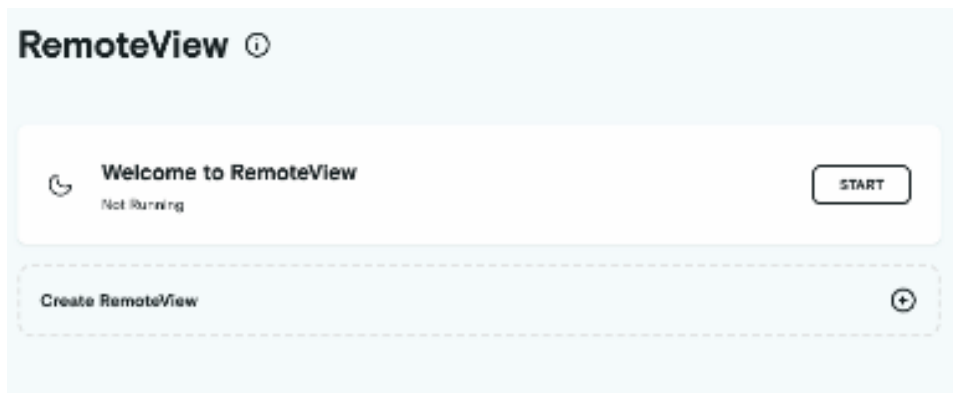 RemoteView
Welcome to RemoteView
Not Running
START
Create RemoteView